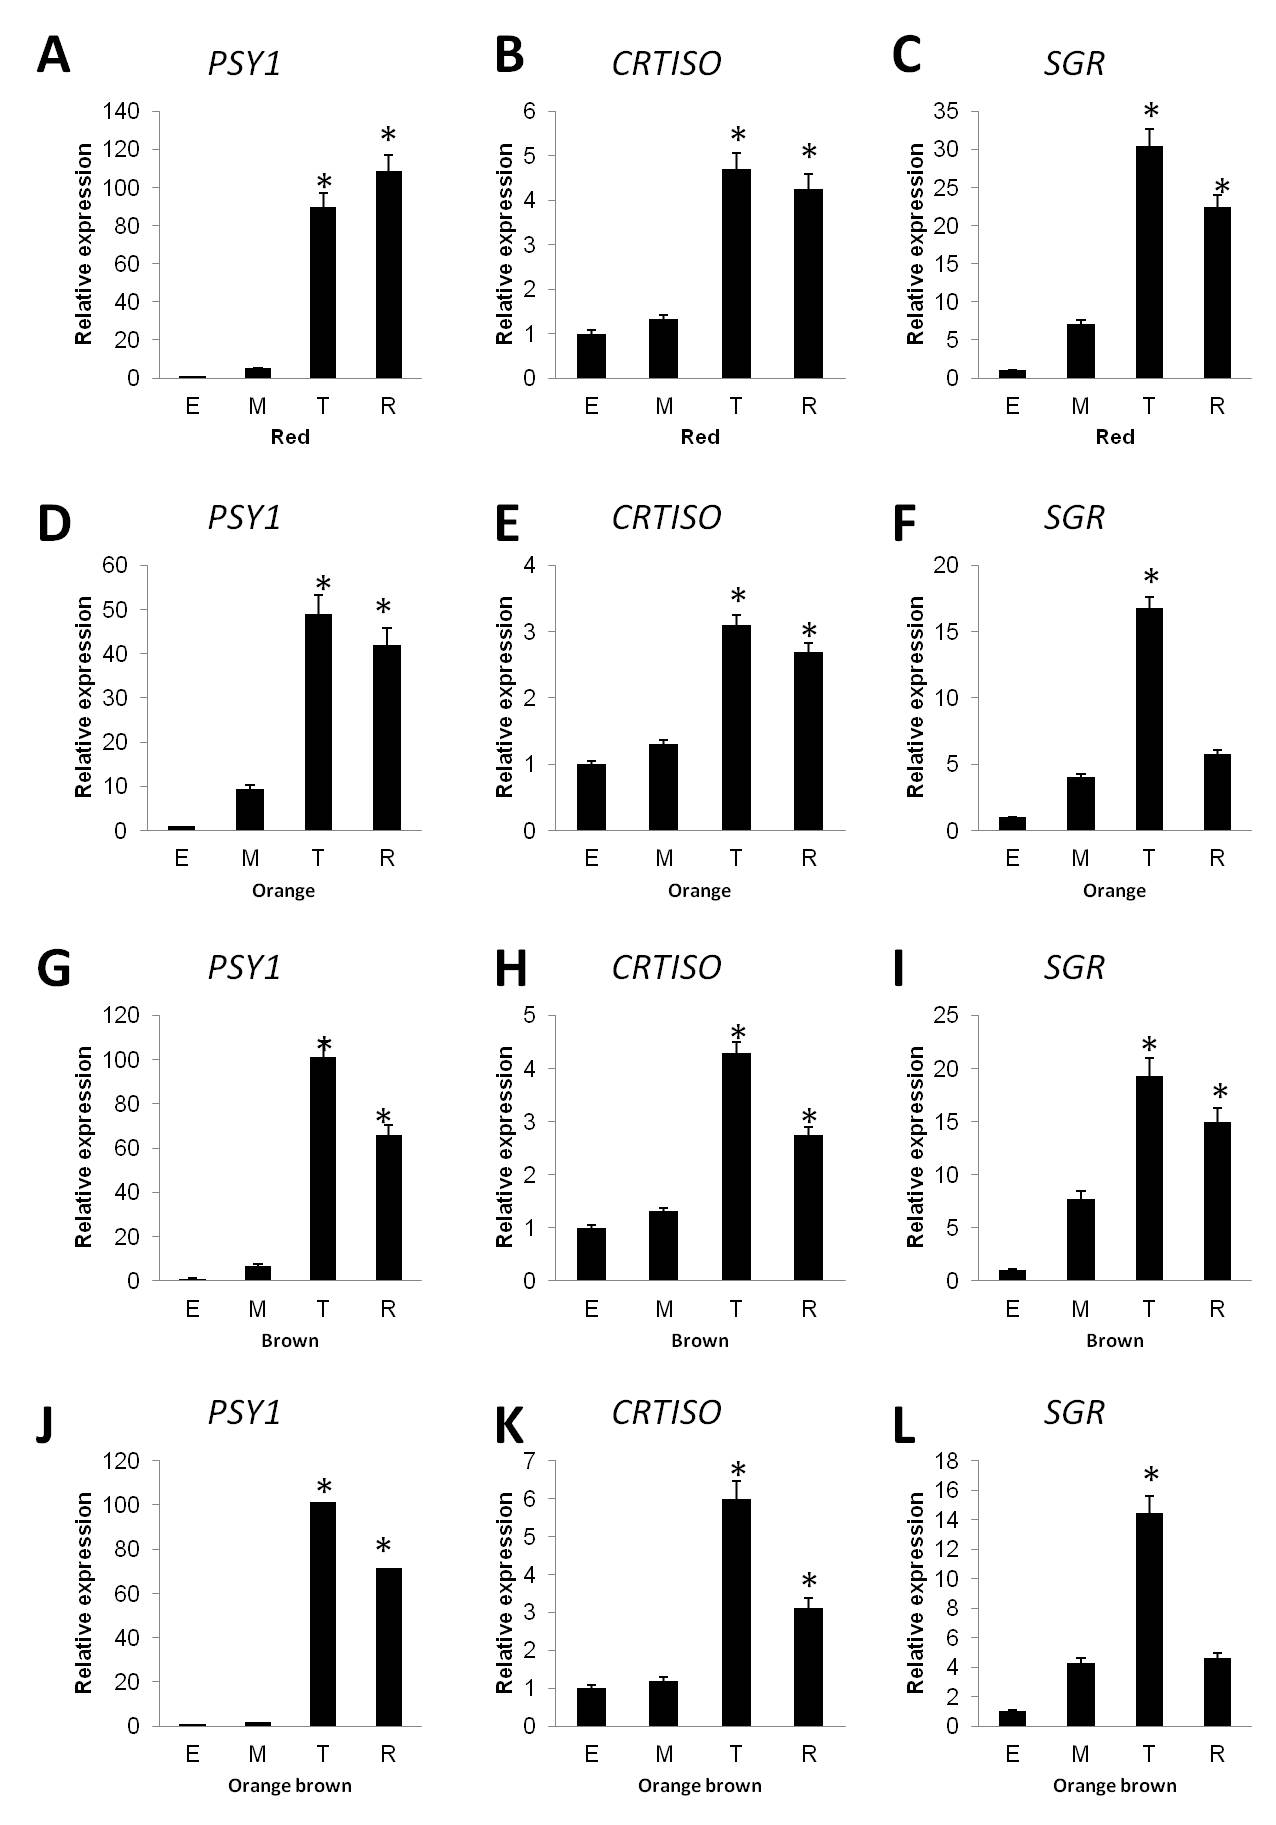 A PSY1
140
120
100
80
60
40
20
0
Relative expression
E M T R
Red
B CRTISO
6
5
4
3
2
1
0
Relative expression
E M T R
Red
C SGR
35
30
25
20
15
10
5
0
Relative expression
E M T R
Red
D PSY1
60
50
40
30
20
10
0
Relative expression
E M T R
Orange
E CRTISO
4
3
2
1
0
Relative expression
E M T R
Orange
F SGR
20
15
10
5
0
Relative expression
E M T R
Orange
G PSY1
120
100
80
60
40
20
0
Relative expression
E M T R
Brown
H CRTISO
5
4
3
2
1
0
Relative expression
E M T R
Brown
I SGR
25
20
15
10
5
0
Relative expression
E M T R
Brown
J PSY1
120
100
80
60
40
20
0
Relative expression
E M T R
Orange brown
K CRTISO
7
6
5
4
3
2
1
0
Relative expression
E M T R
Orange brown
L SGR
18
16
14
12
10
8
6
4
2
0
Relative expression
E M T R
Orange brown